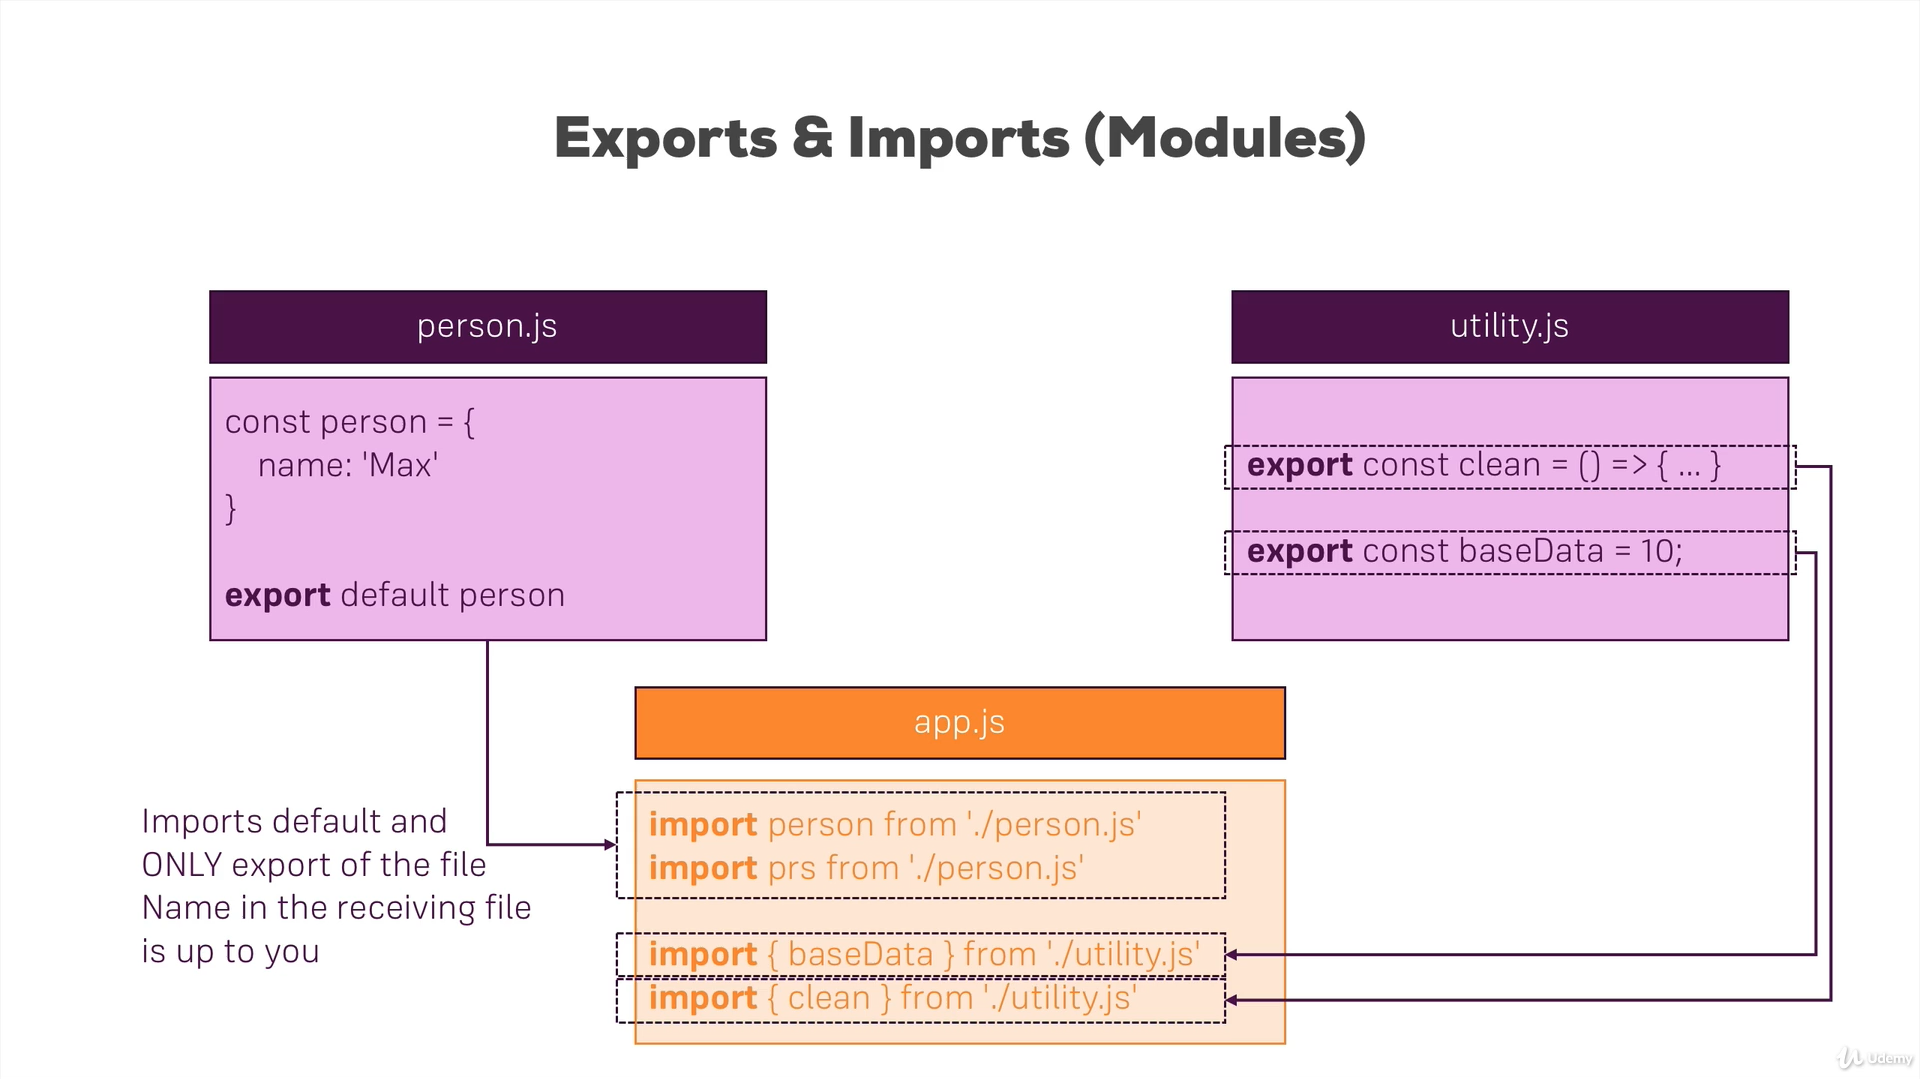 Exports & Imports (Modules)
person.js
const person = {
name: 'Max'
}
export default person
utility.js
export const clean = () => { ... }
export const baseData = 10;
app.js
import person from './person.js'
import prs from './person.js'
import { baseData } from './utility.js'
import { clean } from './utility.js'
Imports default and
ONLY export of the file
Name in the receiving file
is up to you
Udemy